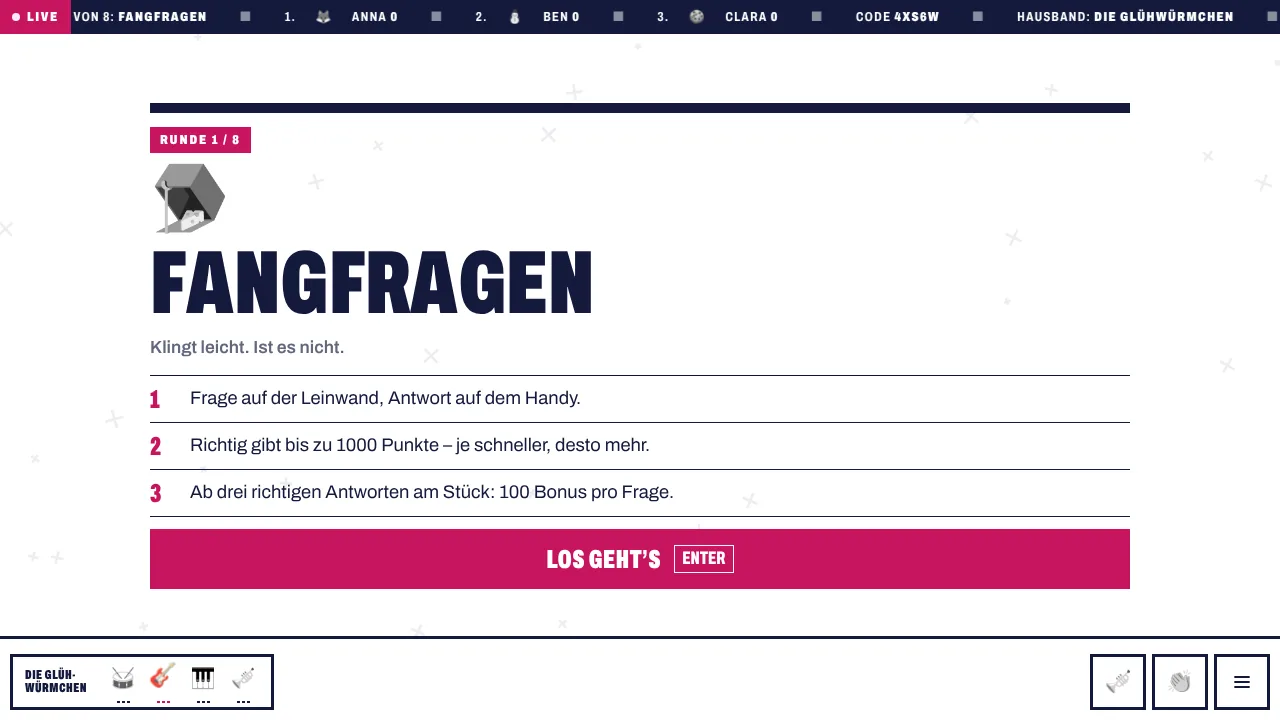 LIVE VON 8: FANGFRAGEN 1. ANNA 0 2. BEN 0 3. CLARA 0 CODE 4XS6W HAUSBAND: DIE GLÜHWÜRMCHEN
RUNDE 1 / 8
FANGFRAGEN
Klingt leicht. Ist es nicht.
1 Frage auf der Leinwand, Antwort auf dem Handy.
2 Richtig gibt bis zu 1000 Punkte – je schneller, desto mehr.
3 Ab drei richtigen Antworten am Stück: 100 Bonus pro Frage.
LOS GEHT’S ENTER
DIE GLÜH-
WÜRMCHEN